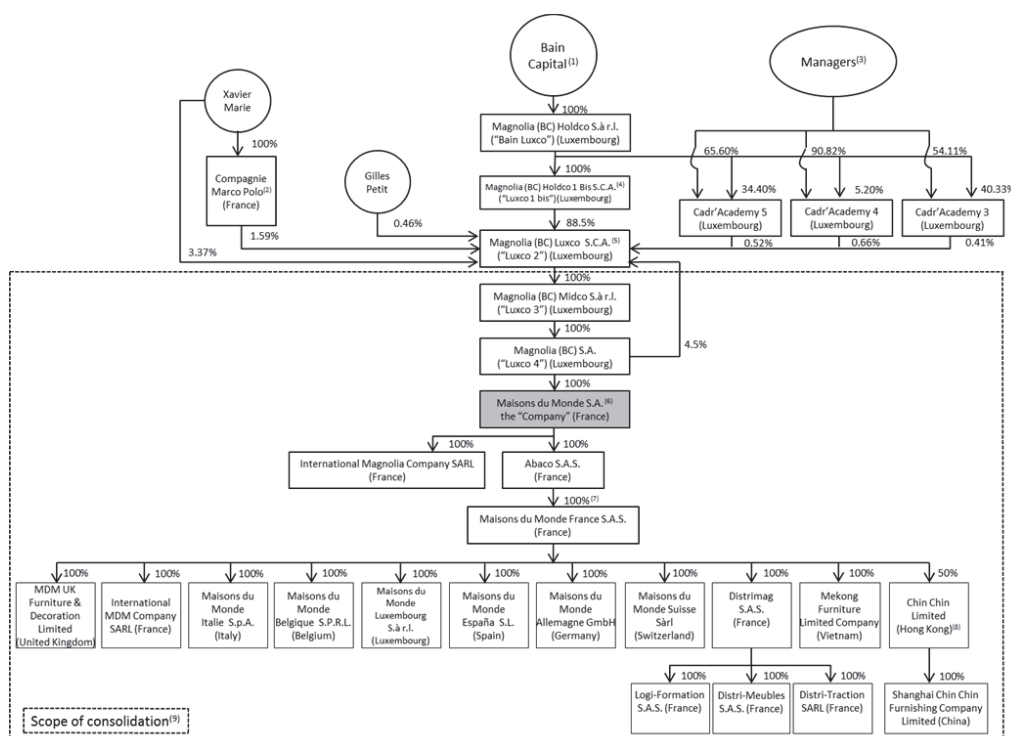 Bain
Capital(1)
Managers(3)
Xavier
Marie
100%
Magnolia (BC) Holdco S.à r.l.
("Bain Luxco") (Luxembourg)
100%
Gilles
Petit
Compagnie
Marco Polo(2)
(France)
65.60%
90.82%
54.11%
100%
34.40%
5.20%
40.33%
Magnolia (BC) Holdco 1 Bis S.C.A.(4)
("Luxco 1 bis")(Luxembourg)
Cadr'Academy 5
(Luxembourg)
Cadr'Academy 4
(Luxembourg)
Cadr'Academy 3
(Luxembourg)
88.5%
0.46%
1.59%
3.37%
0.52%
0.66%
0.41%
Magnolia (BC) Luxco S.C.A.(5)
("Luxco 2") (Luxembourg)
100%
Magnolia (BC) Midco S.à r.l.
("Luxco 3") (Luxembourg)
100%
4.5%
Magnolia (BC) S.A.
("Luxco 4") (Luxembourg)
100%
Maisons du Monde S.A.(6)
the "Company" (France)
100%
100%
International Magnolia Company SARL
(France)
Abaco S.A.S.
(France)
100%(7)
Maisons du Monde France S.A.S.
(France)
100%
100%
100%
100%
100%
100%
100%
100%
100%
100%
50%
MDM UK
Furniture &
Decoration
Limited
(United Kingdom)
International
MDM Company
SARL (France)
Maisons du
Monde
Italie S.p.A.
(Italy)
Maisons du
Monde
Belgique S.P.R.L.
(Belgium)
Maisons du
Monde
Luxembourg
S.à r.l.
(Luxembourg)
Maisons du
Monde
España S.L.
(Spain)
Maisons du
Monde
Allemagne GmbH
(Germany)
Maisons du
Monde Suisse
Sàrl
(Switzerland)
Distrimag
S.A.S.
(France)
Mekong
Furniture
Limited Company
(Vietnam)
Chin Chin
Limited
(Hong Kong)(8)
100%
100%
100%
100%
Logi-Formation
S.A.S. (France)
Distri-Meubles
S.A.S. (France)
Distri-Traction
SARL (France)
Shanghai Chin Chin
Furnishing Company
Limited (China)
Scope of consolidation(9)